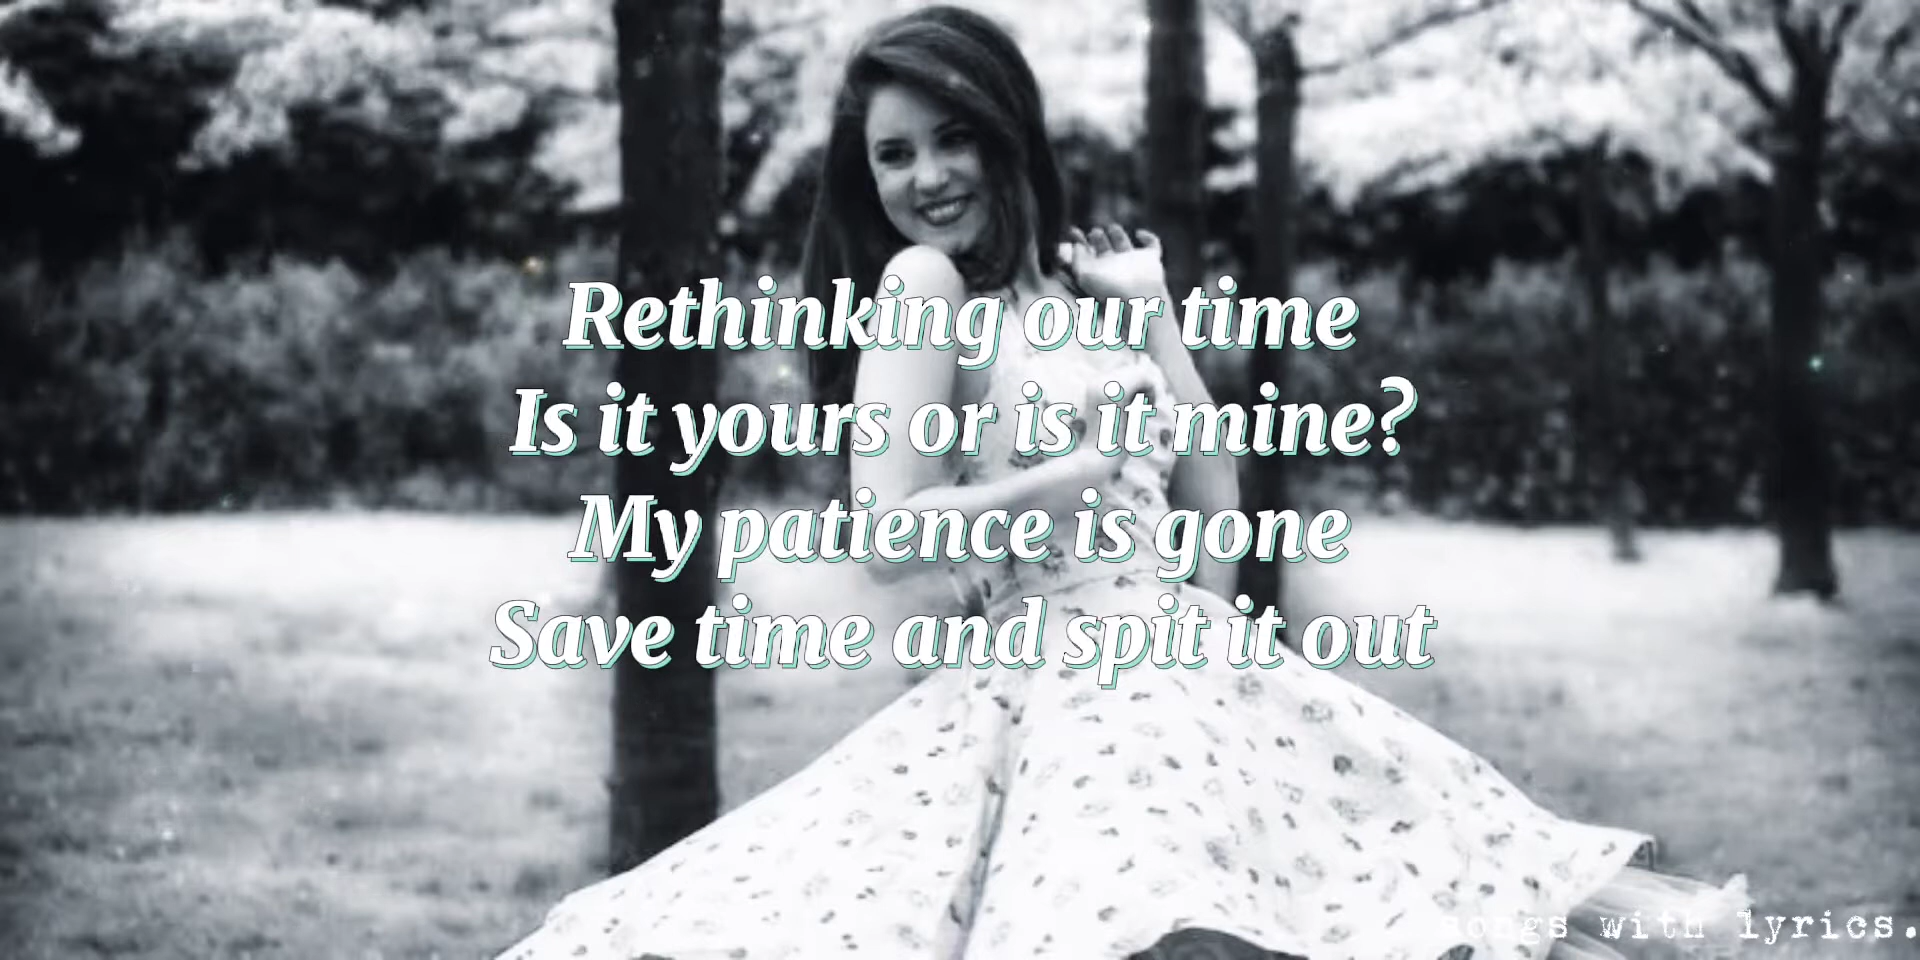 Rethinking our time
Is it yours or is it mine?
My patience is gone
Save time and spit it out
songs with lyrics.